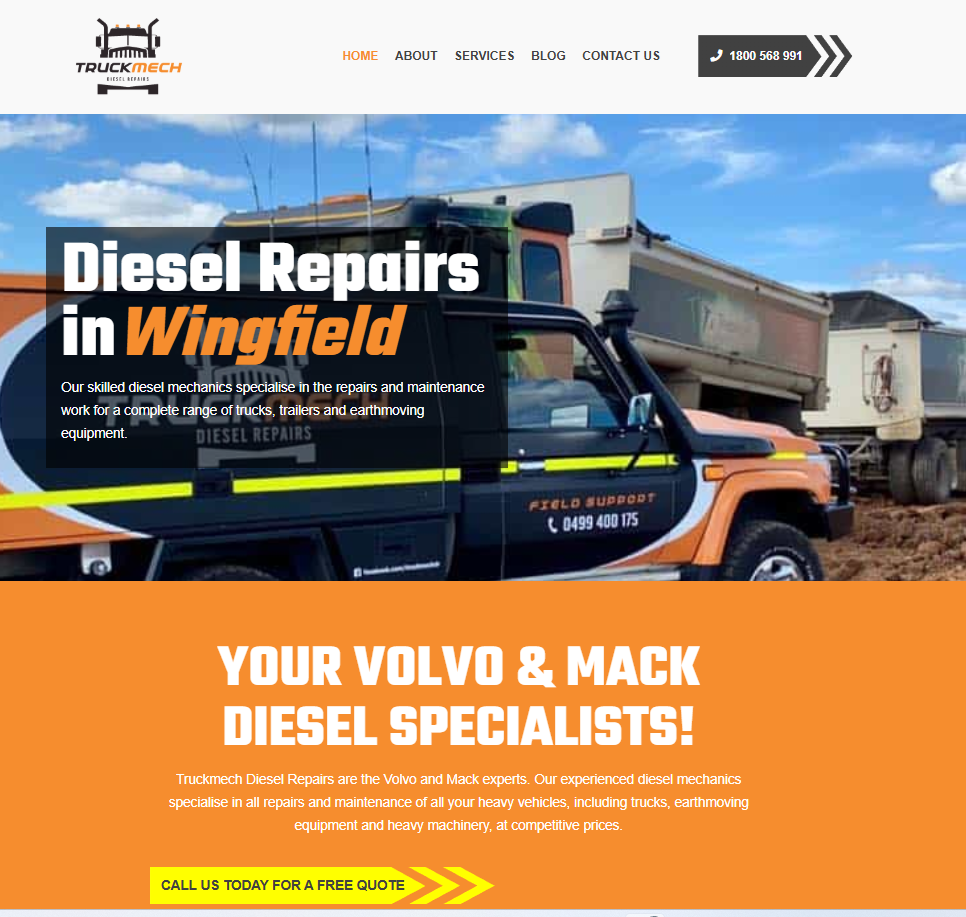 TRUCKMECH
DIESEL REPAIRS
HOME ABOUT SERVICES BLOG CONTACT US
1800 568 991
Diesel Repairs
in Wingfield
Our skilled diesel mechanics specialise in the repairs and maintenance
work for a complete range of trucks, trailers and earthmoving
equipment.
TRUCKMECH
DIESEL REPAIRS
FIELD SUPPORT
0499 400 175
YOUR VOLVO & MACK
DIESEL SPECIALISTS!
Truckmech Diesel Repairs are the Volvo and Mack experts. Our experienced diesel mechanics
specialise in all repairs and maintenance of all your heavy vehicles, including trucks, earthmoving
equipment and heavy machinery, at competitive prices.
CALL US TODAY FOR A FREE QUOTE